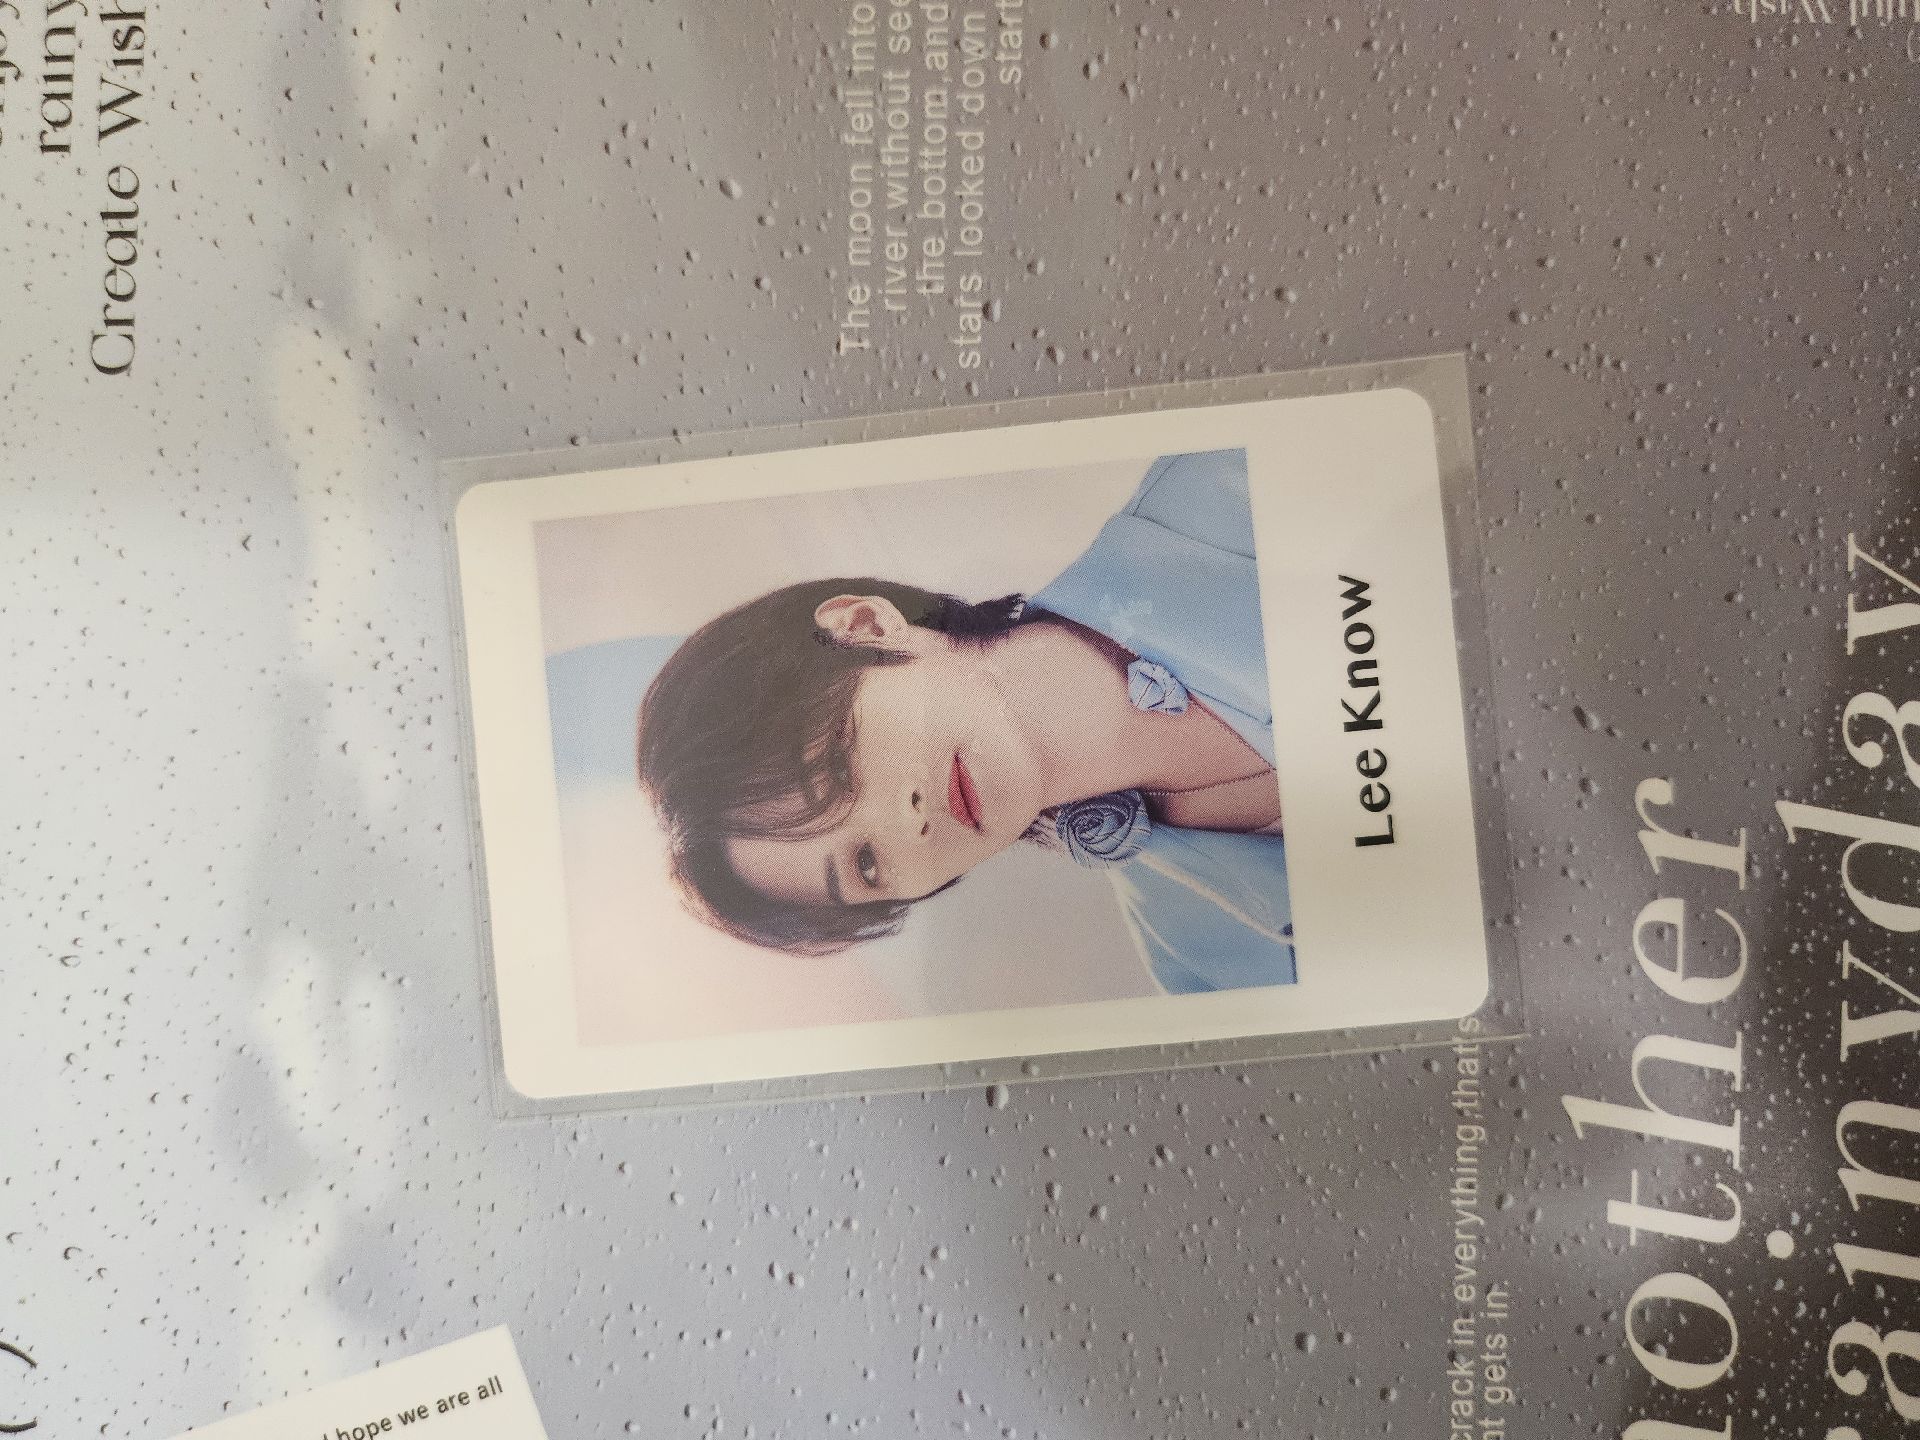 rainy
Create Wish
The moon fell into
river without see
the bottom,and
stars looked down
start
Lee Know
crack in everything,that's
gets in.
other
hope we are all
Wish